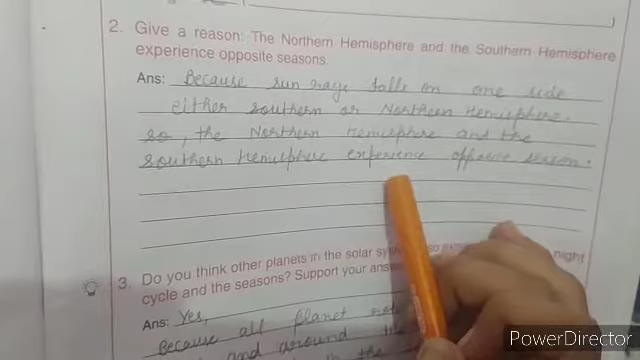 2. Give a reason: The Northern Hemisphere and the Southern Hemisphere
experience opposite seasons.
Ans: Because sun rays falls on one side
either southern or Northern Hemisphere.
so, the Northern hemisphere and the
southern hemisphere experience season.
3. Do you think other planets in the solar night
cycle and the seasons? Support your
Ans: Yes,
Because all planet
and around the
in the
PowerDirector